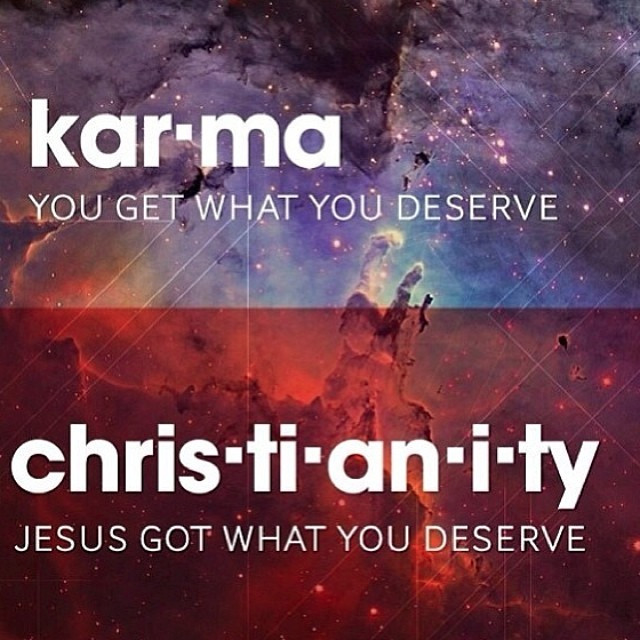 kar·ma
YOU GET WHAT YOU DESERVE
chris·ti·an·i·ty
JESUS GOT WHAT YOU DESERVE